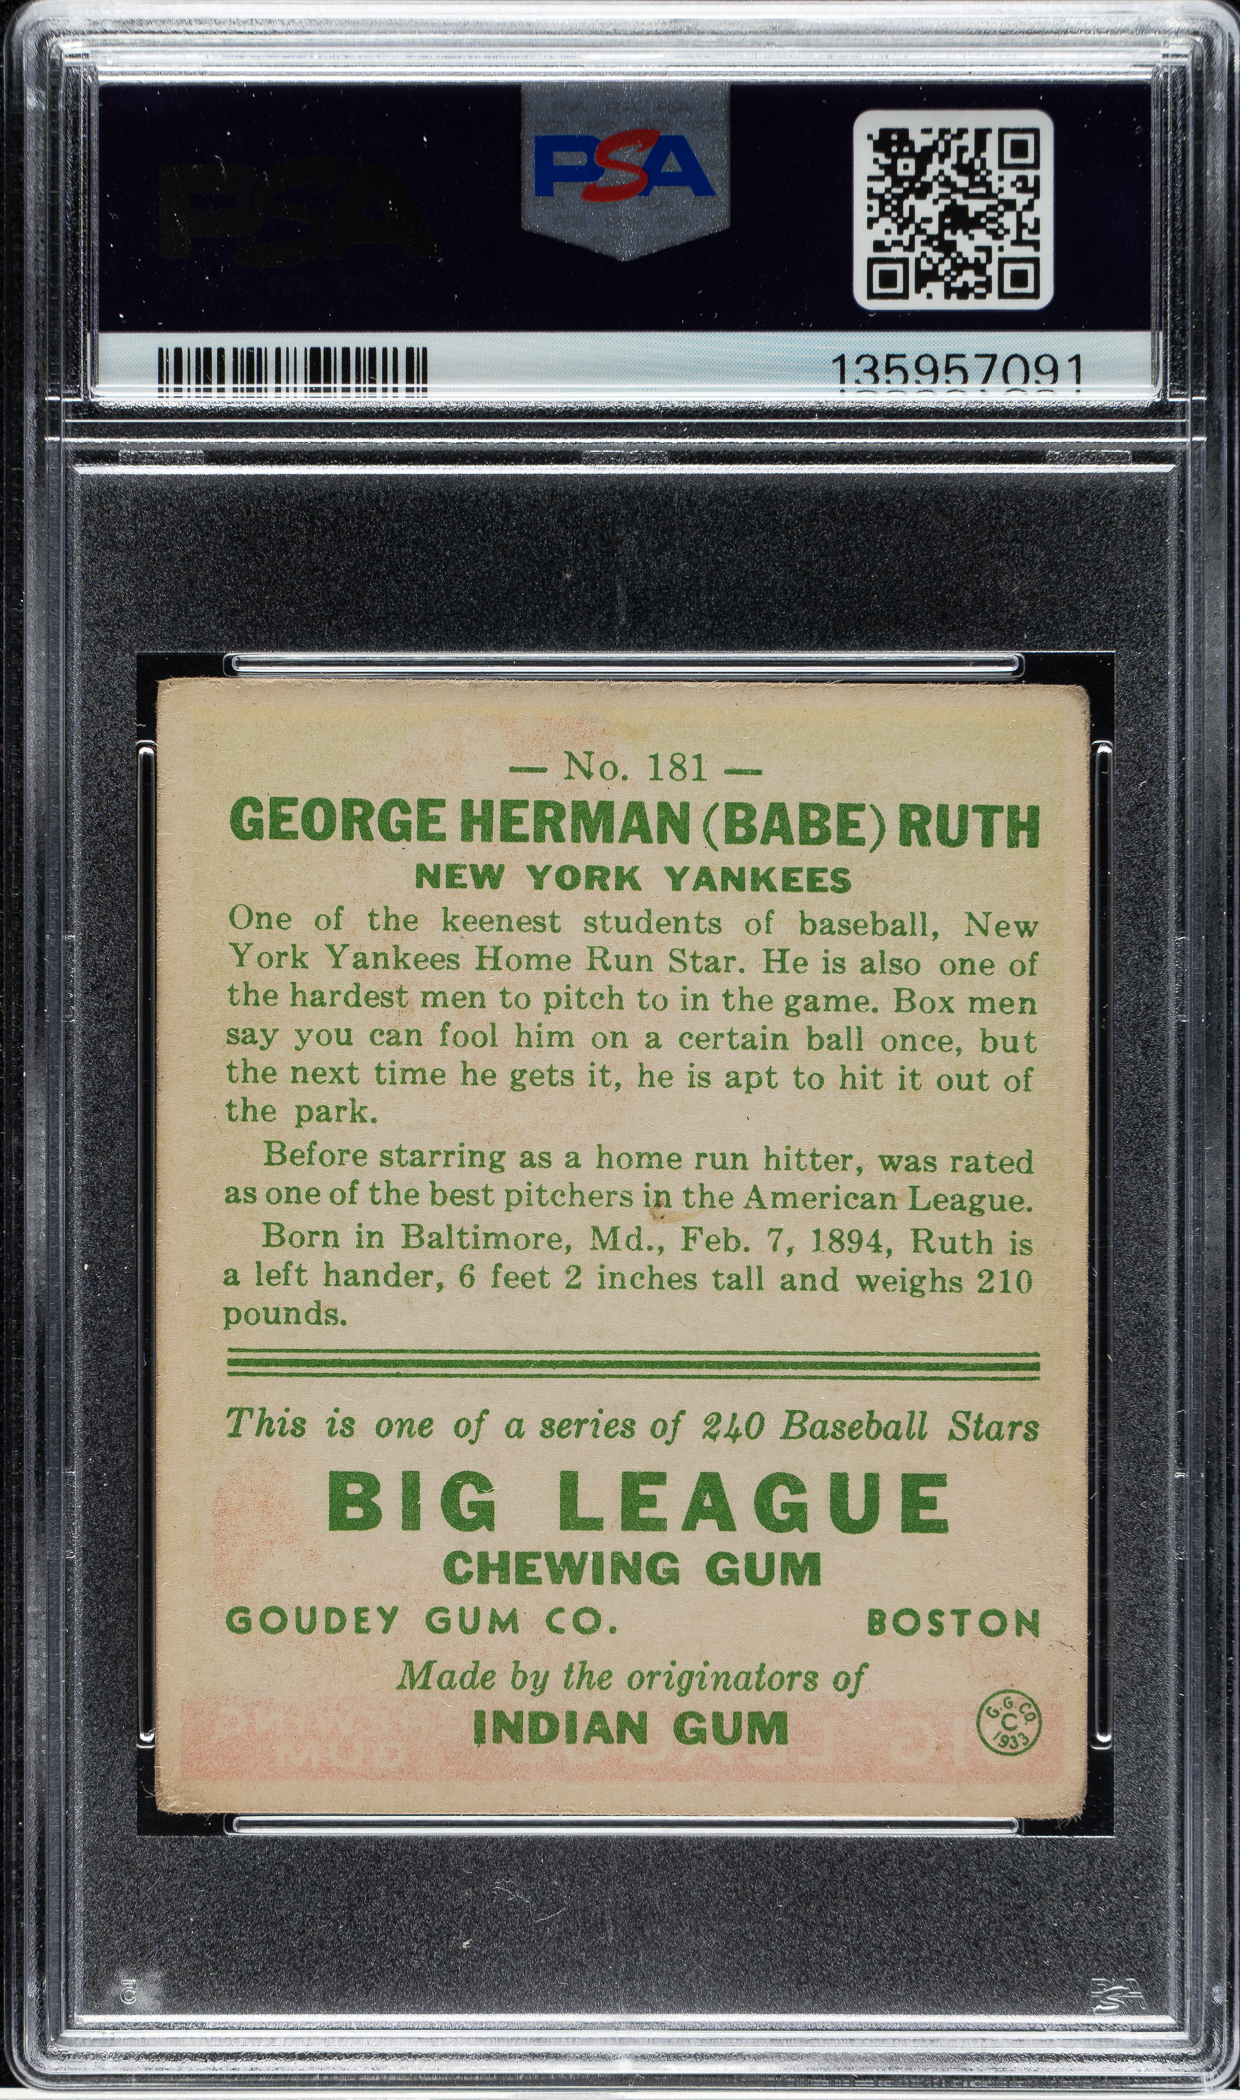 PSA
PSA
135957091
— No. 181 —
GEORGE HERMAN (BABE) RUTH
NEW YORK YANKEES
One of the keenest students of baseball, New
York Yankees Home Run Star. He is also one of
the hardest men to pitch to in the game. Box men
say you can fool him on a certain ball once, but
the next time he gets it, he is apt to hit it out of
the park.
Before starring as a home run hitter, was rated
as one of the best pitchers in the American League.
Born in Baltimore, Md., Feb. 7, 1894, Ruth is
a left hander, 6 feet 2 inches tall and weighs 210
pounds.
This is one of a series of 240 Baseball Stars
BIG LEAGUE
CHEWING GUM
GOUDEY GUM CO. BOSTON
Made by the originators of
INDIAN GUM
G.G.CO.
C
1933
PSA